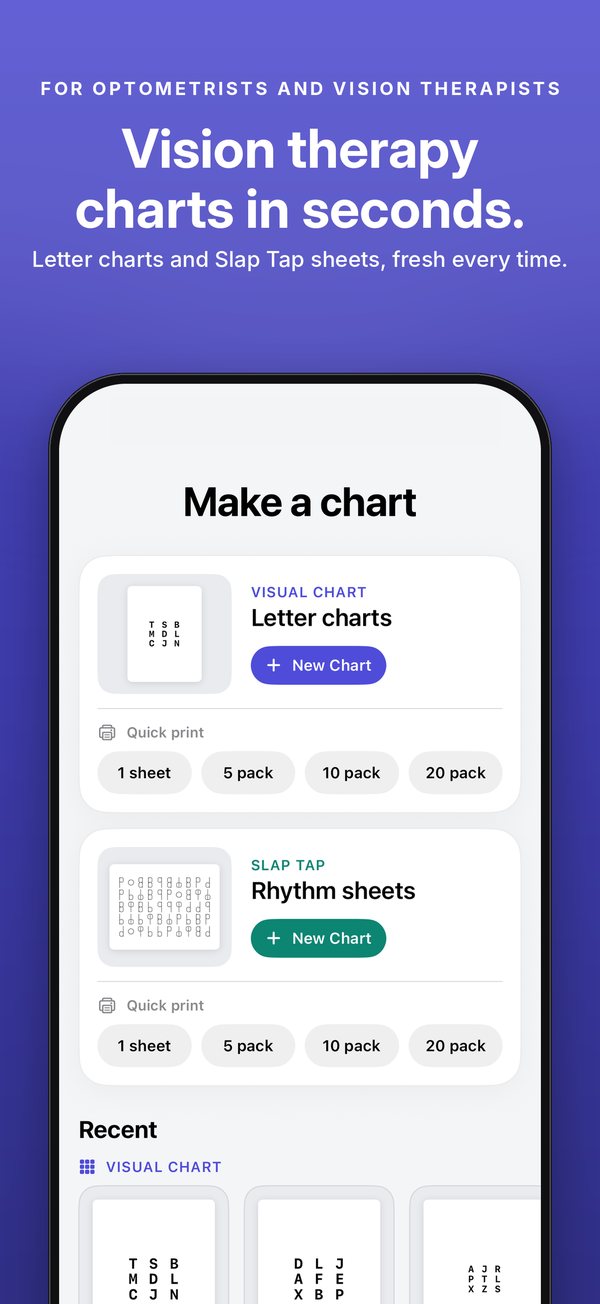 FOR OPTOMETRISTS AND VISION THERAPISTS
Vision therapy
charts in seconds.
Letter charts and Slap Tap sheets, fresh every time.
Make a chart
T S B
M D L
C J N
VISUAL CHART
Letter charts
+ New Chart
Quick print
1 sheet
5 pack
10 pack
20 pack
SLAP TAP
Rhythm sheets
+ New Chart
Quick print
1 sheet
5 pack
10 pack
20 pack
Recent
VISUAL CHART
T S B
M D L
C J N
D L J
A F E
X B P
A J R
P T L
X Z S